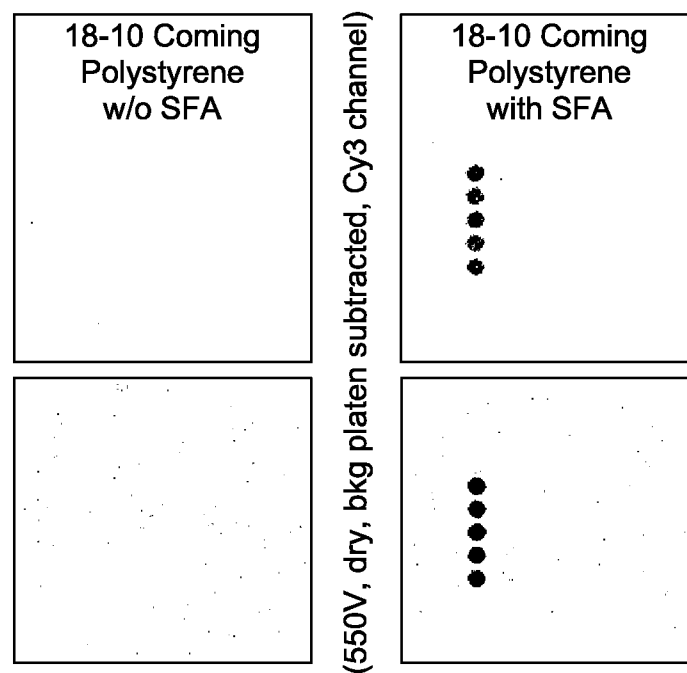 18-10 Coming
Polystyrene
w/o SFA
(550V, dry, bkg platen subtracted, Cy3 channel)
18-10 Coming
Polystyrene
with SFA